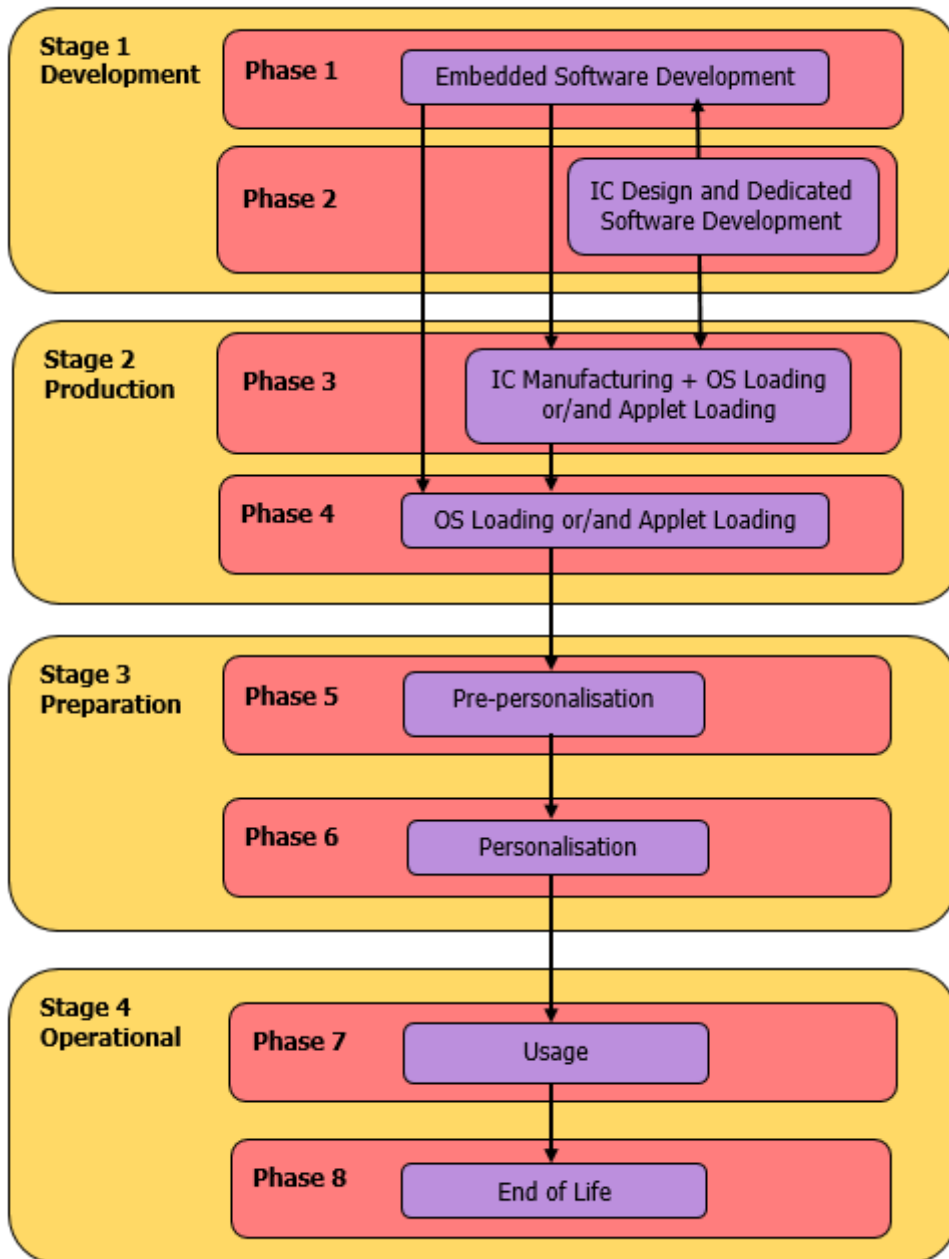 Stage 1
Development
Phase 1
Embedded Software Development
Phase 2
IC Design and Dedicated
Software Development
Stage 2
Production
Phase 3
IC Manufacturing + OS Loading
or/and Applet Loading
Phase 4
OS Loading or/and Applet Loading
Stage 3
Preparation
Phase 5
Pre-personalisation
Phase 6
Personalisation
Stage 4
Operational
Phase 7
Usage
Phase 8
End of Life